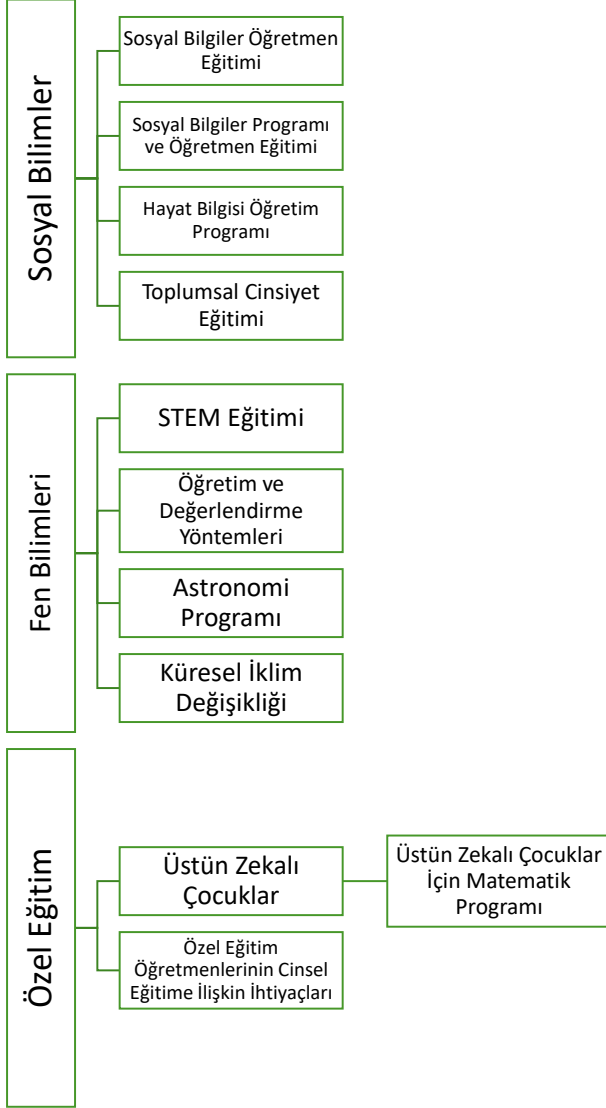 Sosyal Bilimler
Sosyal Bilgiler Öğretmen
Eğitimi
Sosyal Bilgiler Programı
ve Öğretmen Eğitimi
Hayat Bilgisi Öğretim
Programı
Toplumsal Cinsiyet
Eğitimi
Fen Bilimleri
STEM Eğitimi
Öğretim ve
Değerlendirme
Yöntemleri
Astronomi
Programı
Küresel İklim
Değişikliği
Özel Eğitim
Üstün Zekalı
Çocuklar
Üstün Zekalı Çocuklar
İçin Matematik
Programı
Özel Eğitim
Öğretmenlerinin Cinsel
Eğitime İlişkin İhtiyaçları